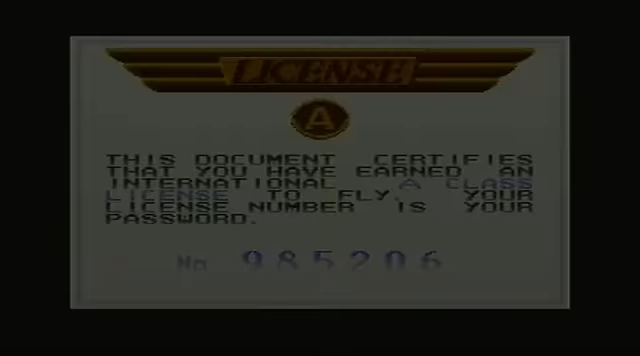 LICENSE
A
THIS DOCUMENT CERTIFIES
THAT YOU HAVE EARNED AN
INTERNATIONAL A CLASS
LICENSE TO FLY. YOUR
LICENSE NUMBER IS YOUR
PASSWORD.
No 985206